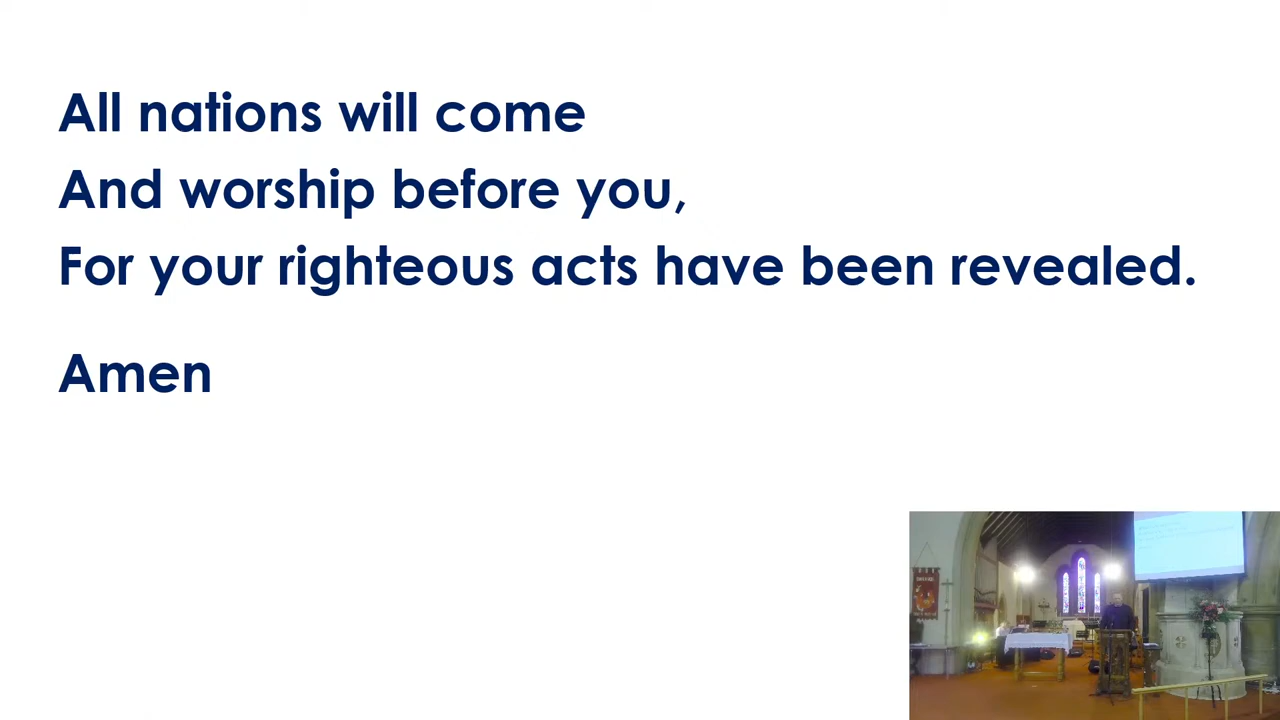 All nations will come
And worship before you,
For your righteous acts have been revealed.
Amen